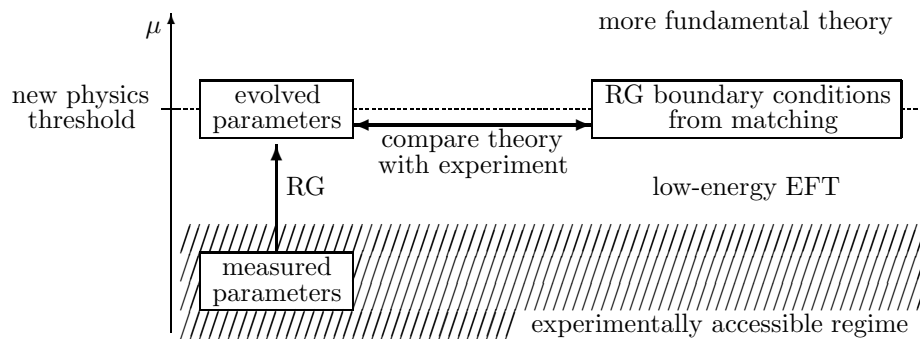 μ
more fundamental theory
new physics
threshold
evolved
parameters
RG boundary conditions
from matching
compare theory
with experiment
RG
low-energy EFT
measured
parameters
experimentally accessible regime